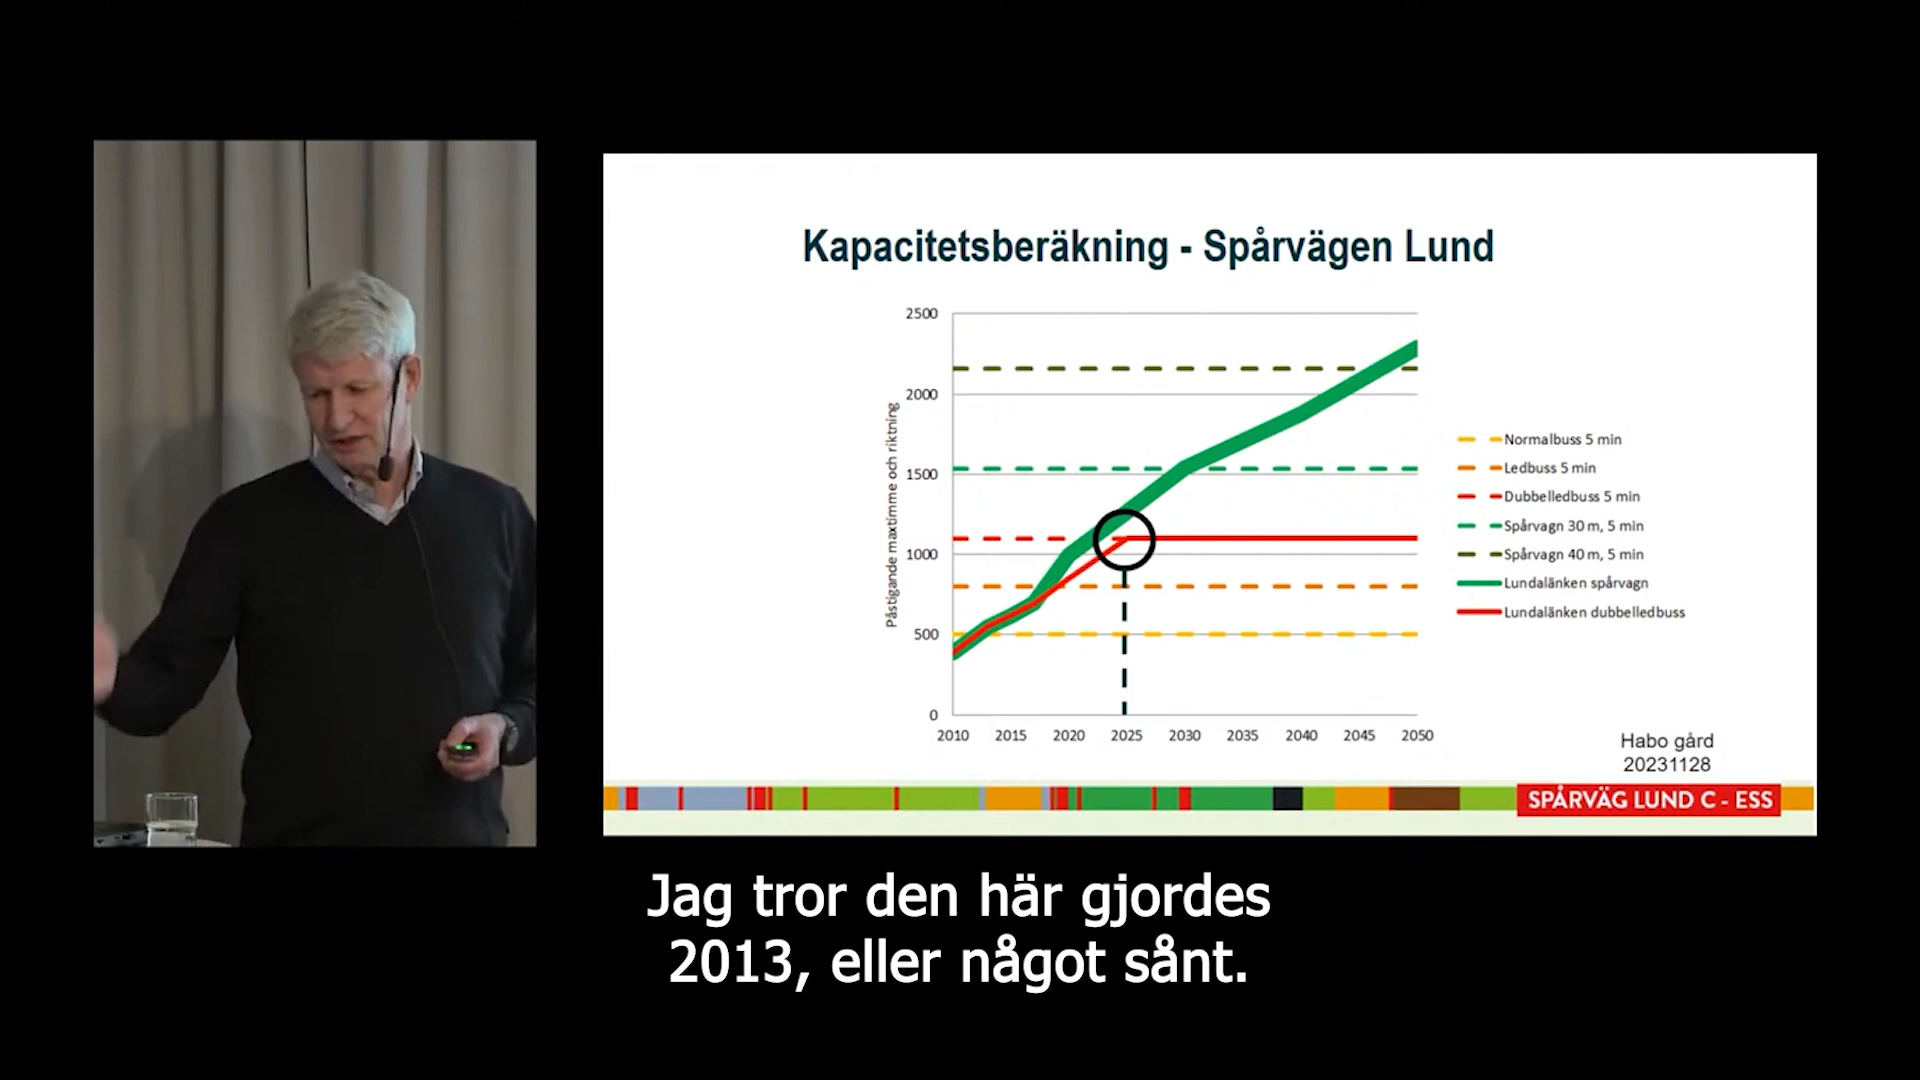 Kapacitetsberäkning - Spårvägen Lund
Påstigande maxtimme och riktning
2500
2000
1500
1000
500
0
2010 2015 2020 2025 2030 2035 2040 2045 2050
Normalbuss 5 min
Ledbuss 5 min
Dubbelledbuss 5 min
Spårvagn 30 m, 5 min
Spårvagn 40 m, 5 min
Lundalänken spårvagn
Lundalänken dubbelledbuss
Habo gård
20231128
SPÅRVÄG LUND C - ESS
Jag tror den här gjordes
2013, eller något sånt.